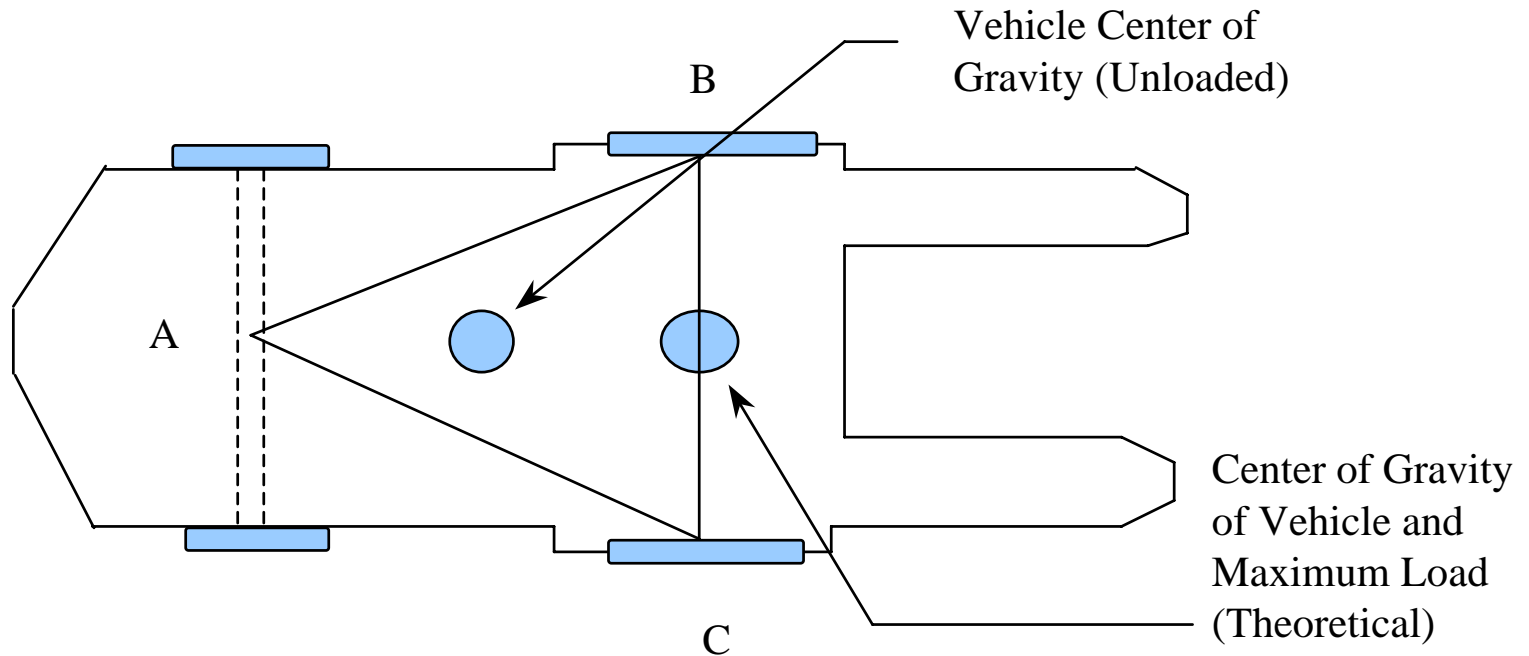 Vehicle Center of
Gravity (Unloaded)
B
A
Center of Gravity
of Vehicle and
Maximum Load
(Theoretical)
C